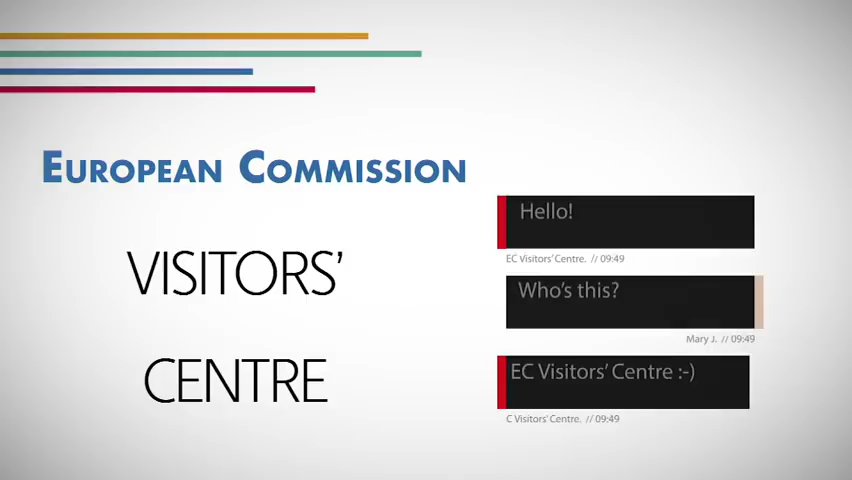 European Commission
VISITORS’
CENTRE
Hello!
EC Visitors’ Centre. // 09:49
Who’s this?
Mary J. // 09:49
EC Visitors’ Centre :-)
C Visitors’ Centre. // 09:49